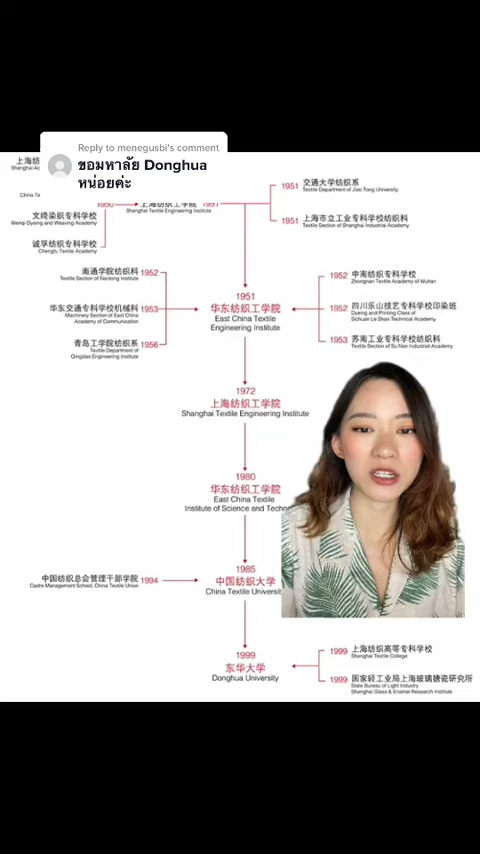 Reply to menegusbi's comment
ขอมหาลัย Donghua
หน่อยค่ะ
上海纺
Shanghai Ac
China Te
文绮染织专科学校
Wenqi Dyeing and Weaving Academy
诚孚纺织专科学校
Chengfu Textile Academy
1950
上海纺织工学院
Shanghai Textile Engineering Institute
1951
1951 交通大学纺织系
Textile Department of Jiao Tong University
1951 上海市立工业专科学校纺织科
Textile Section of Shanghai Industrial Academy
南通学院纺织科 1952
Textile Section of Nantong Institute
华东交通专科学校机械科 1953
Machinery Section of East China
Academy of Communication
青岛工学院纺织系 1956
Textile Department of
Qingdao Engineering Institute
1951
华东纺织工学院
East China Textile
Engineering Institute
1952 中南纺织专科学校
Zhongnan Textile Academy of Wuhan
1952 四川乐山技艺专科学校印染班
Dyeing and Printing Class of
Sichuan Le Shan Technical Academy
1953 苏南工业专科学校纺织科
Textile Section of Su Nan Industrial Academy
1972
上海纺织工学院
Shanghai Textile Engineering Institute
1980
华东纺织工学院
East China Textile
Institute of Science and Techno
1985
中国纺织大学
China Textile Universit
中国纺织总会管理干部学院 1994
Cadre Management School, China Textile Union
1999
东华大学
Donghua University
1999 上海纺织高等专科学校
Shanghai Textile College
1999 国家轻工业局上海玻璃搪瓷研究所
State Bureau of Light Industry
Shanghai Glass & Enamel Research Institute